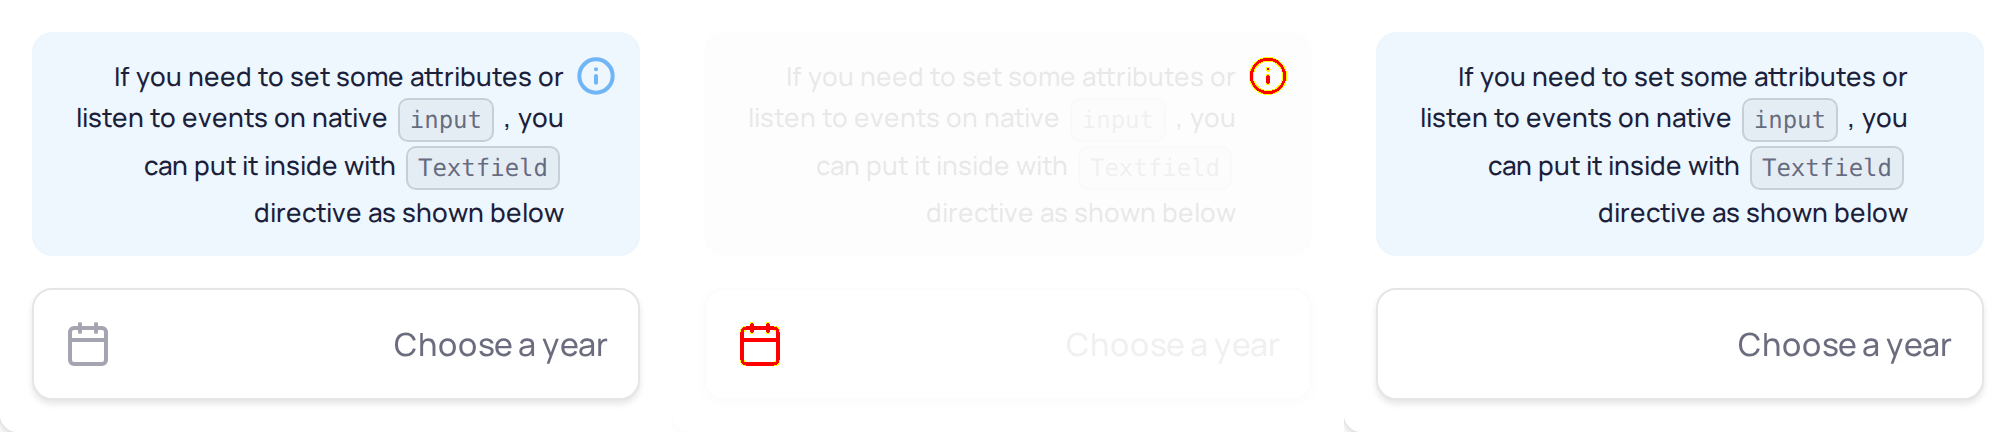 If you need to set some attributes or
listen to events on native input , you
can put it inside with Textfield
directive as shown below
Choose a year
If you need to set some attributes or
listen to events on native input , you
can put it inside with Textfield
directive as shown below
Choose a year
If you need to set some attributes or
listen to events on native input , you
can put it inside with Textfield
directive as shown below
Choose a year